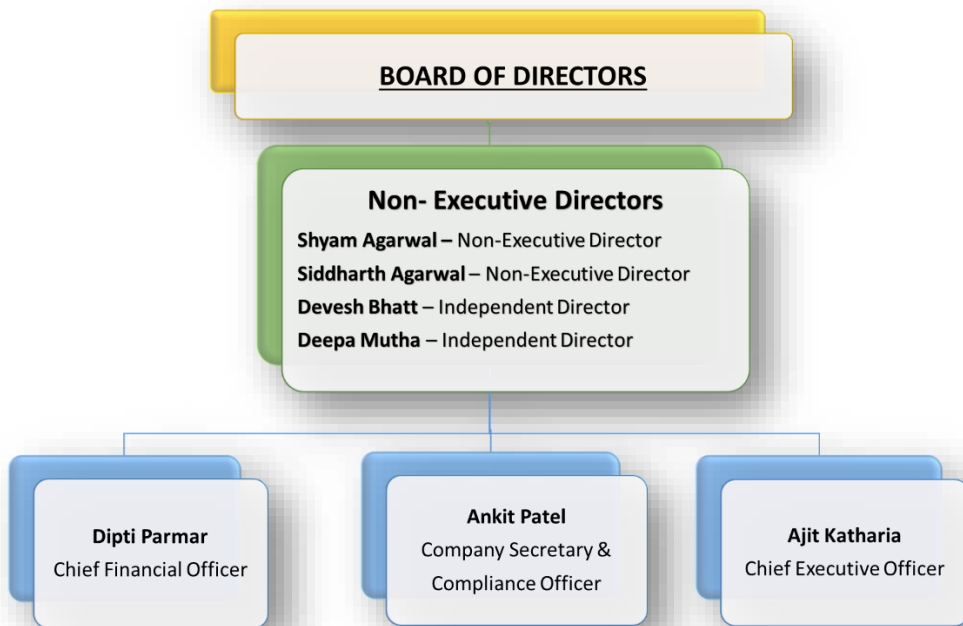 BOARD OF DIRECTORS
Non- Executive Directors
Shyam Agarwal – Non-Executive Director
Siddharth Agarwal – Non-Executive Director
Devesh Bhatt – Independent Director
Deepa Mutha – Independent Director
Dipti Parmar
Chief Financial Officer
Ankit Patel
Company Secretary &
Compliance Officer
Ajit Katharia
Chief Executive Officer